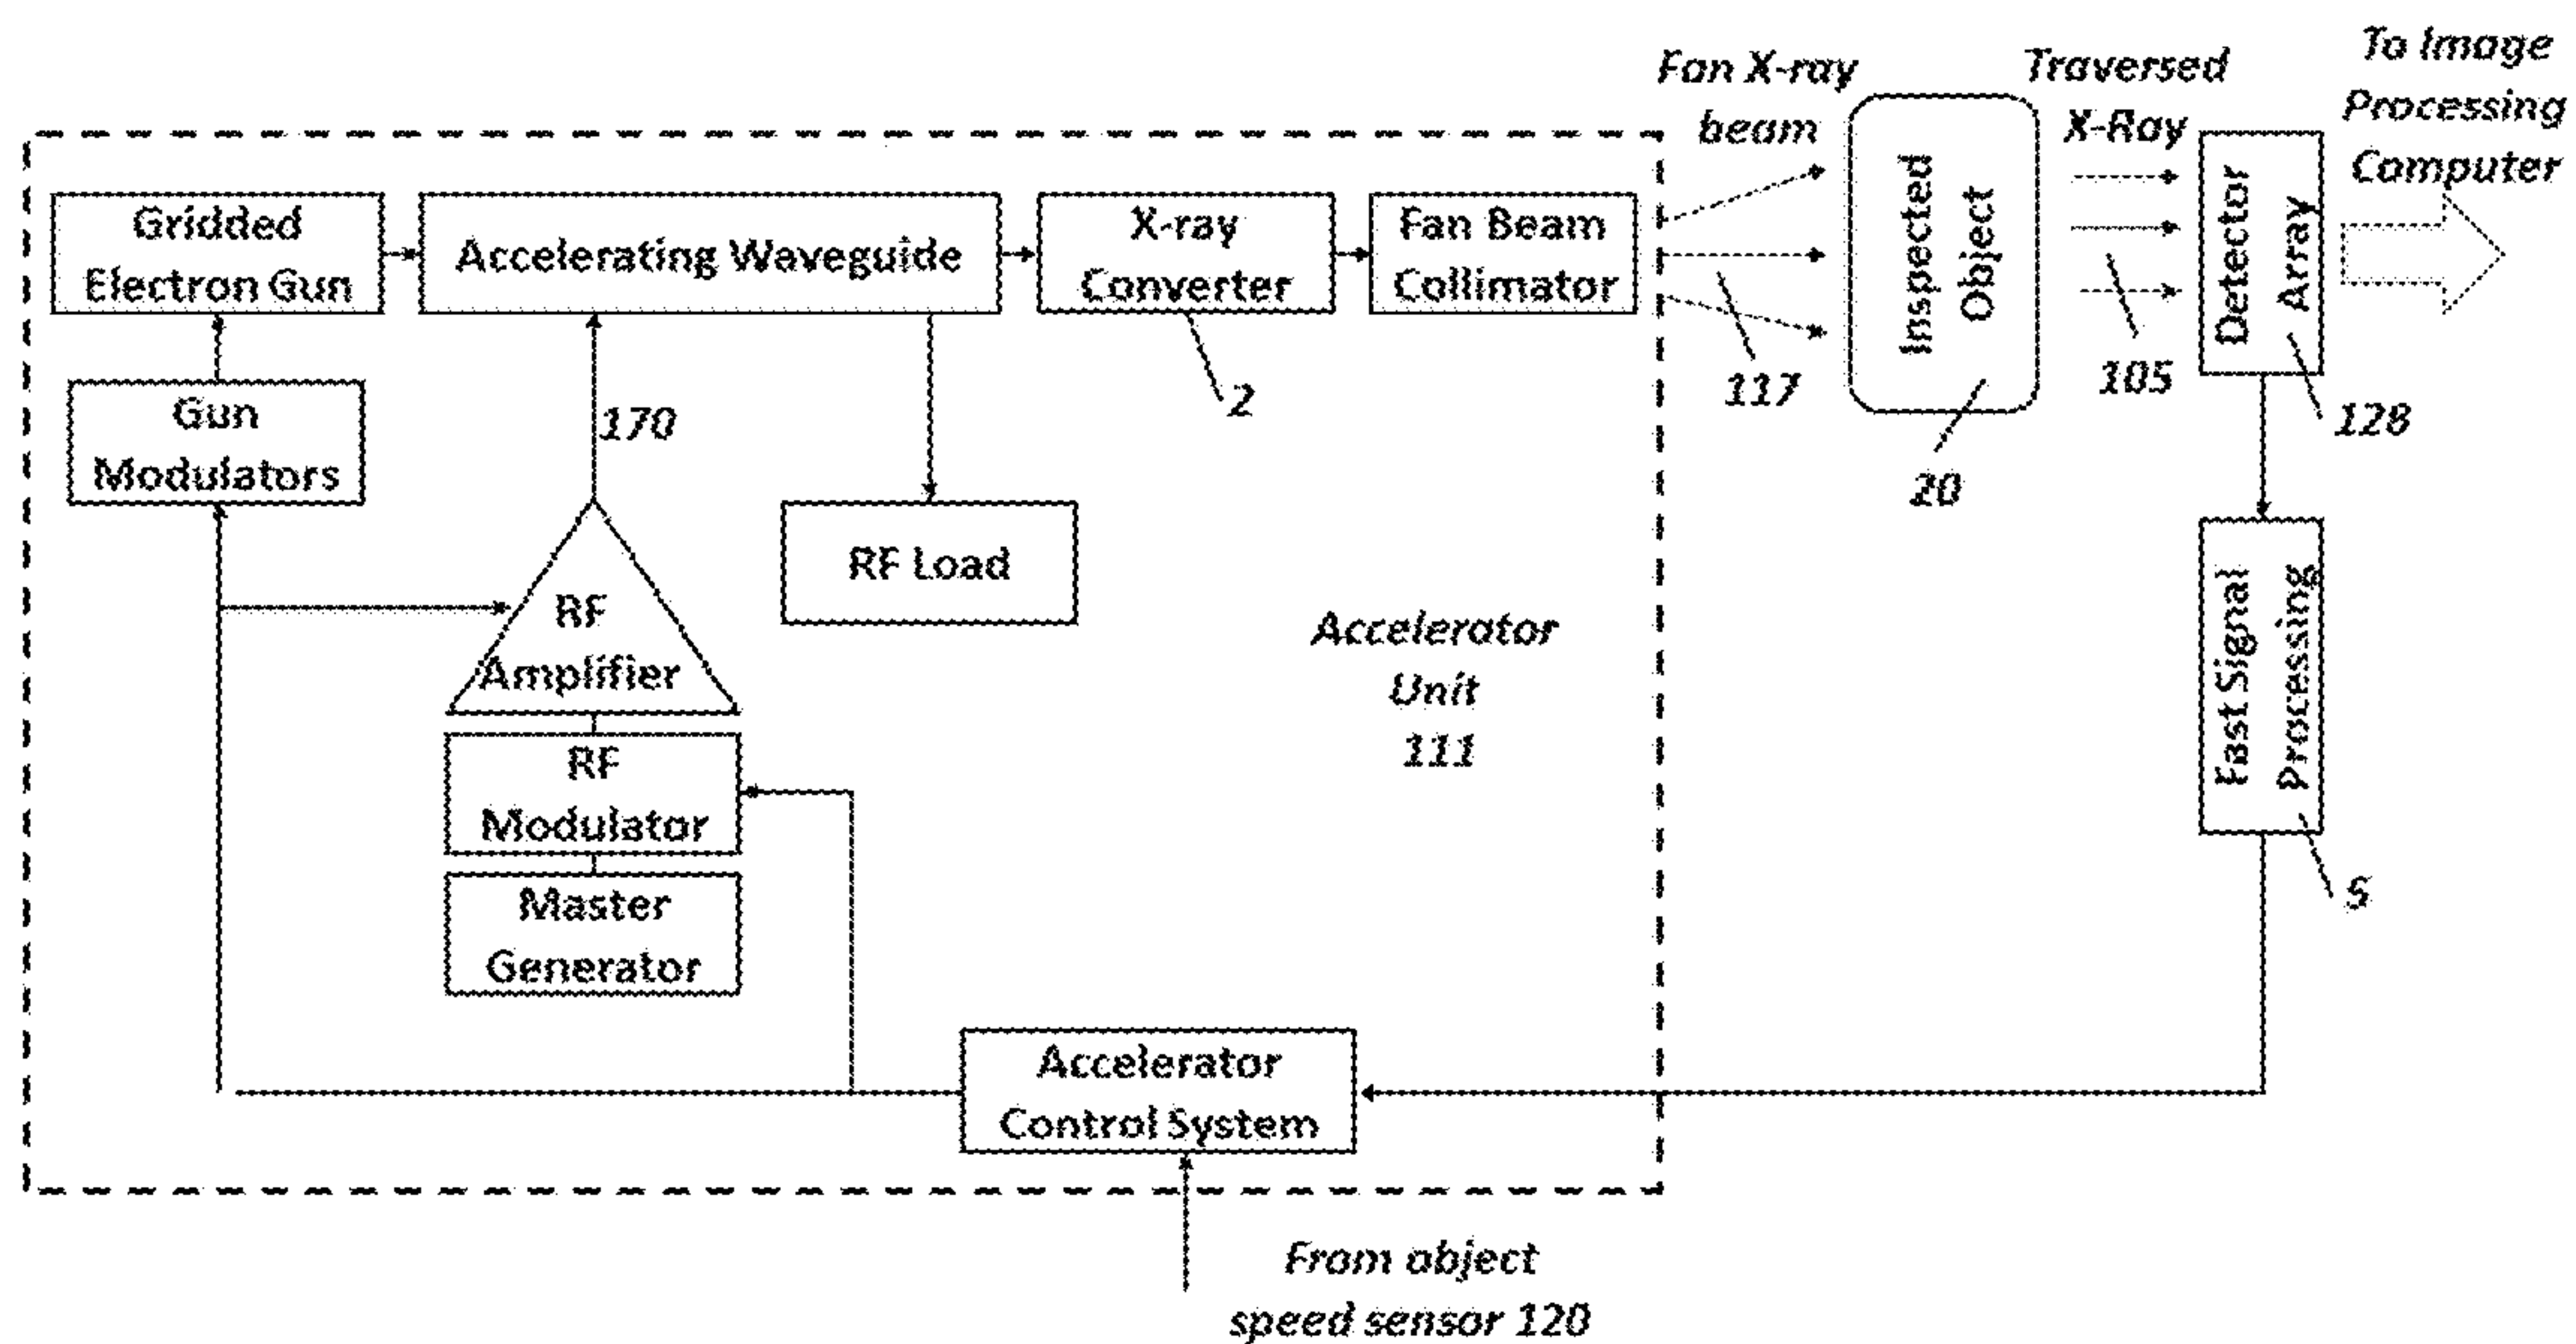 To Image
Processing
Computer
Fan X-ray
beam
Traversed
X-Ray
Gridded
Electron Gun
Accelerating Waveguide
X-ray
Converter
Fan Beam
Collimator
Inspected
Object
Detector
Array
2
117
105
128
20
Gun
Modulators
170
RF Load
RF
Amplifier
Accelerator
Unit
111
Fast Signal
Processing
5
RF
Modulator
Master
Generator
Accelerator
Control System
From object
speed sensor 120